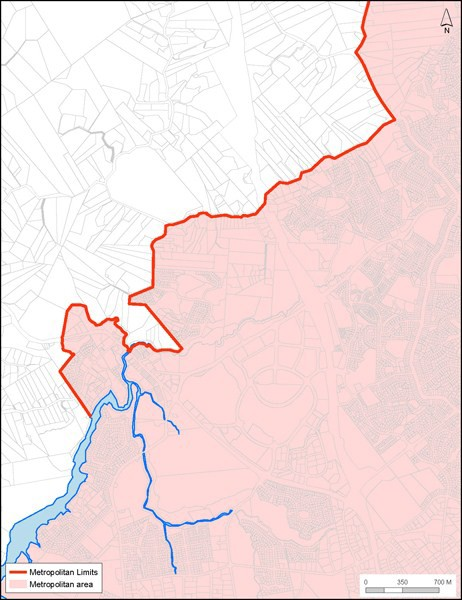 N
Metropolitan Limits
Metropolitan area
0 350 700 M